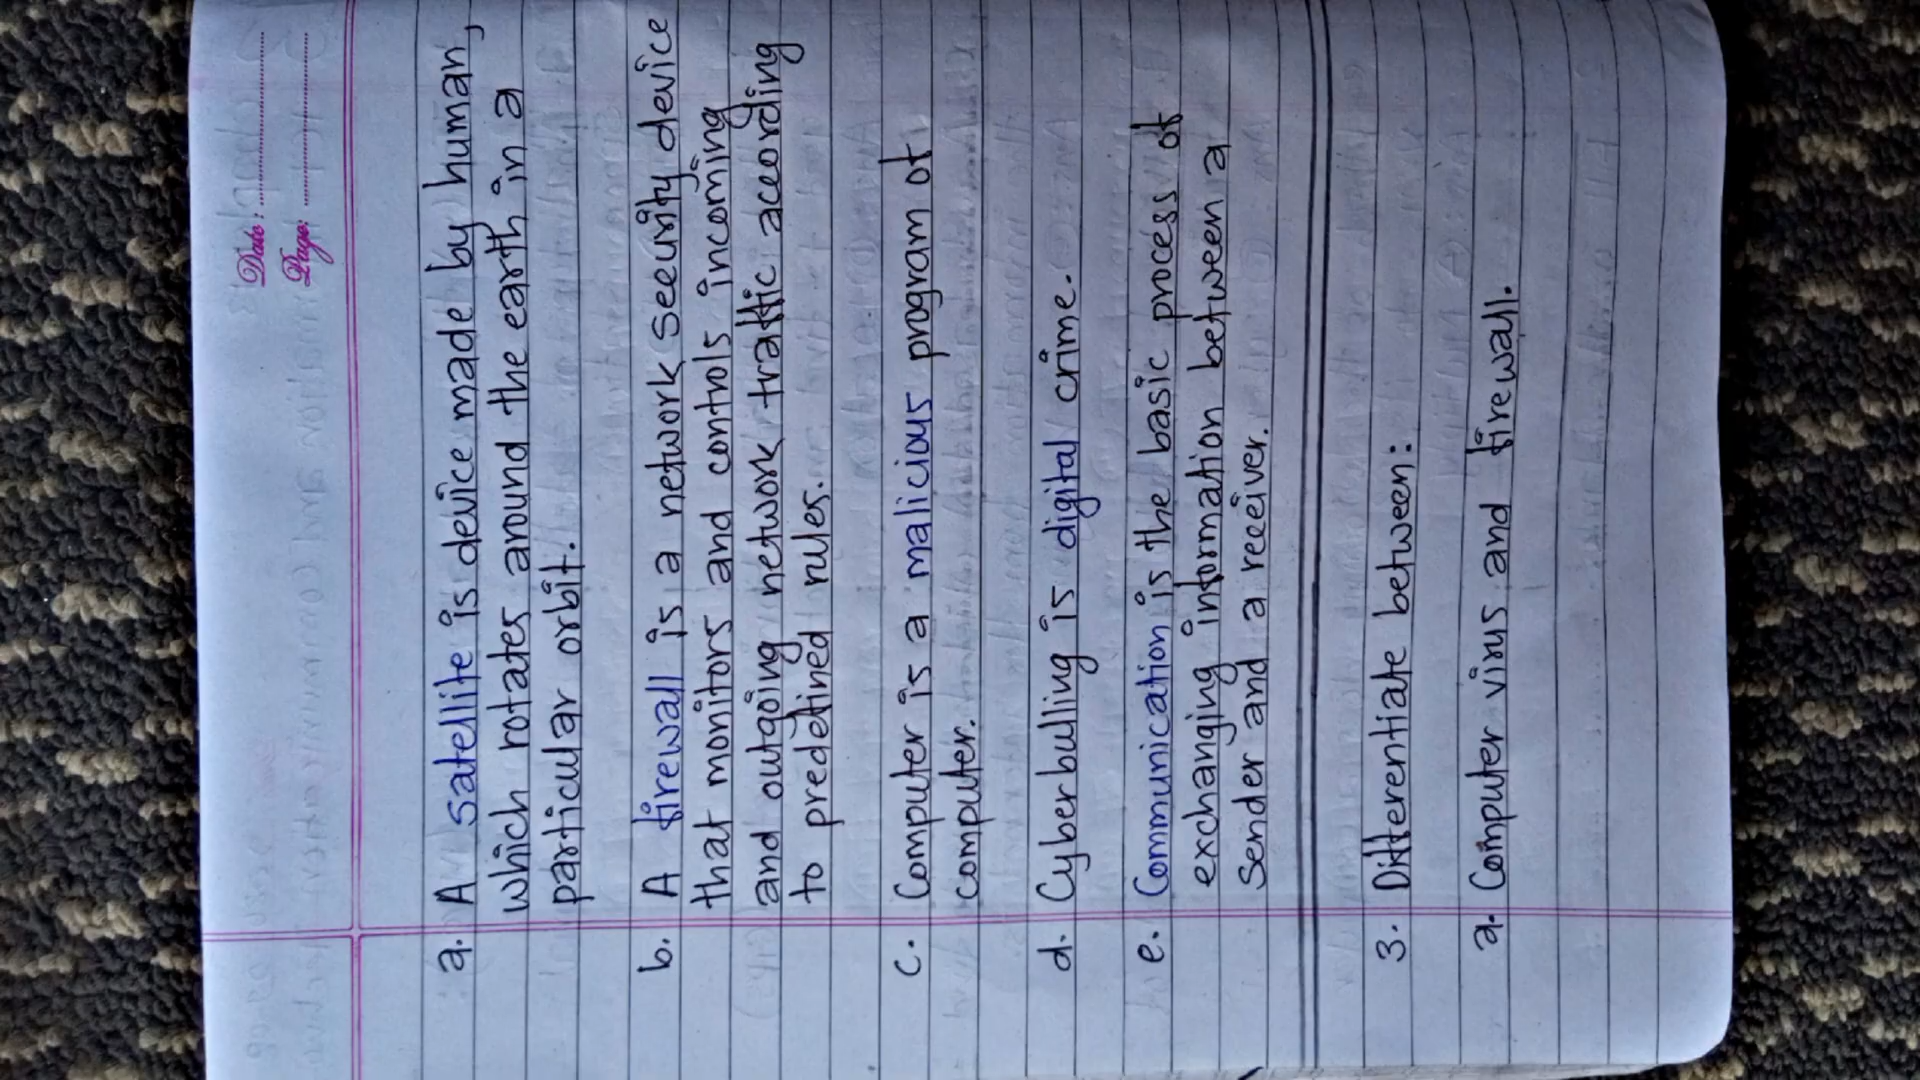 Date:
Page:
a. A satellite is device made by human,
which rotates around the earth in a
particular orbit.
b. A firewall is a network security device
that monitors and controls incoming
and outgoing network traffic according
to predefined rules.
c. Computer is a malicious program of
computer.
d. Cyberbulling is digital crime.
e. Communication is the basic process of
exchanging information between a
sender and a receiver.
3. Differentiate between:
a. Computer virus and firewall.